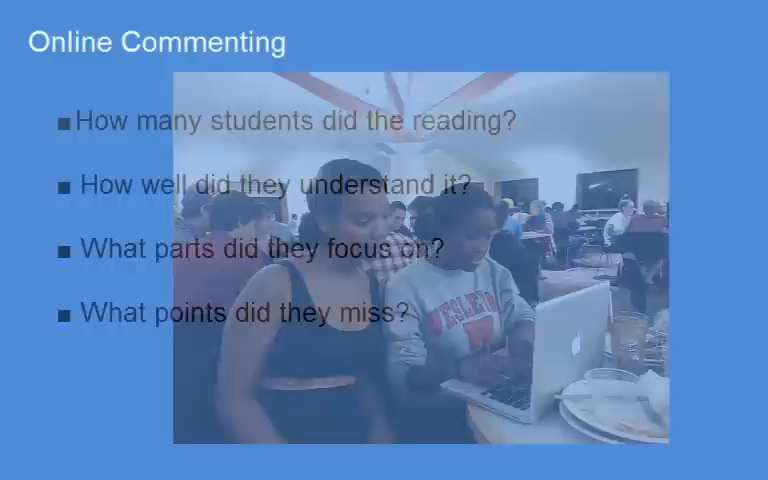 Online Commenting
■ How many students did the reading?
■ How well did they understand it?
■ What parts did they focus on?
■ What points did they miss?
WESLEY
W